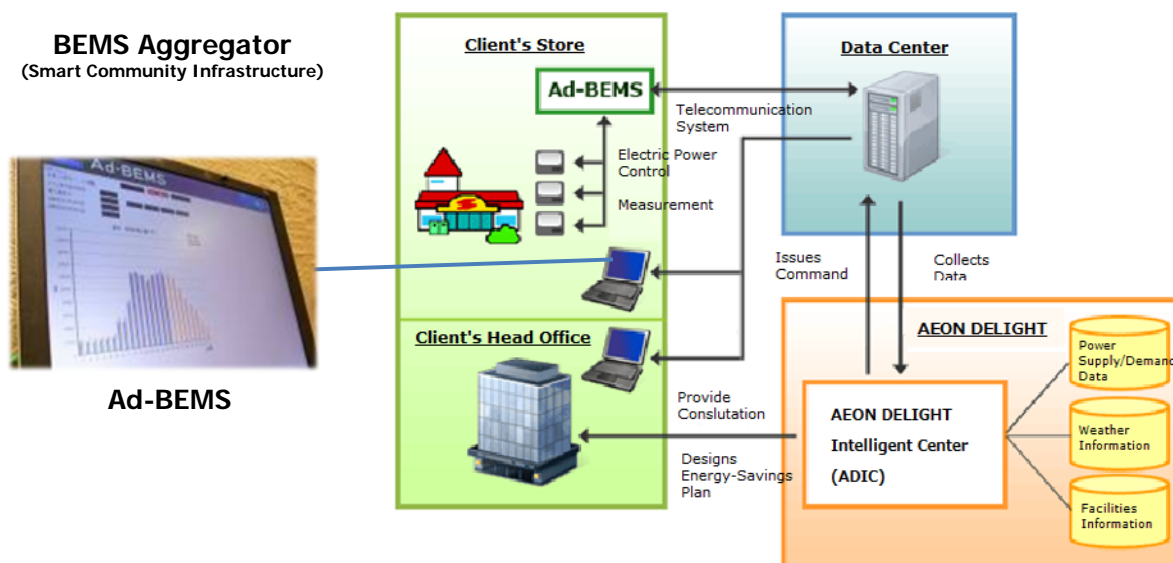 BEMS Aggregator
(Smart Community Infrastructure)
Ad-BEMS
Ad-BEMS
Client's Store
Ad-BEMS
Telecommunication
System
Electric Power
Control
Measurement
Client's Head Office
Data Center
Issues
Command
Collects
Data
Provide
Conslutation
Designs
Energy-Savings
Plan
AEON DELIGHT
AEON DELIGHT
Intelligent Center
(ADIC)
Power
Supply/Demand
Data
Weather
Information
Facilities
Information